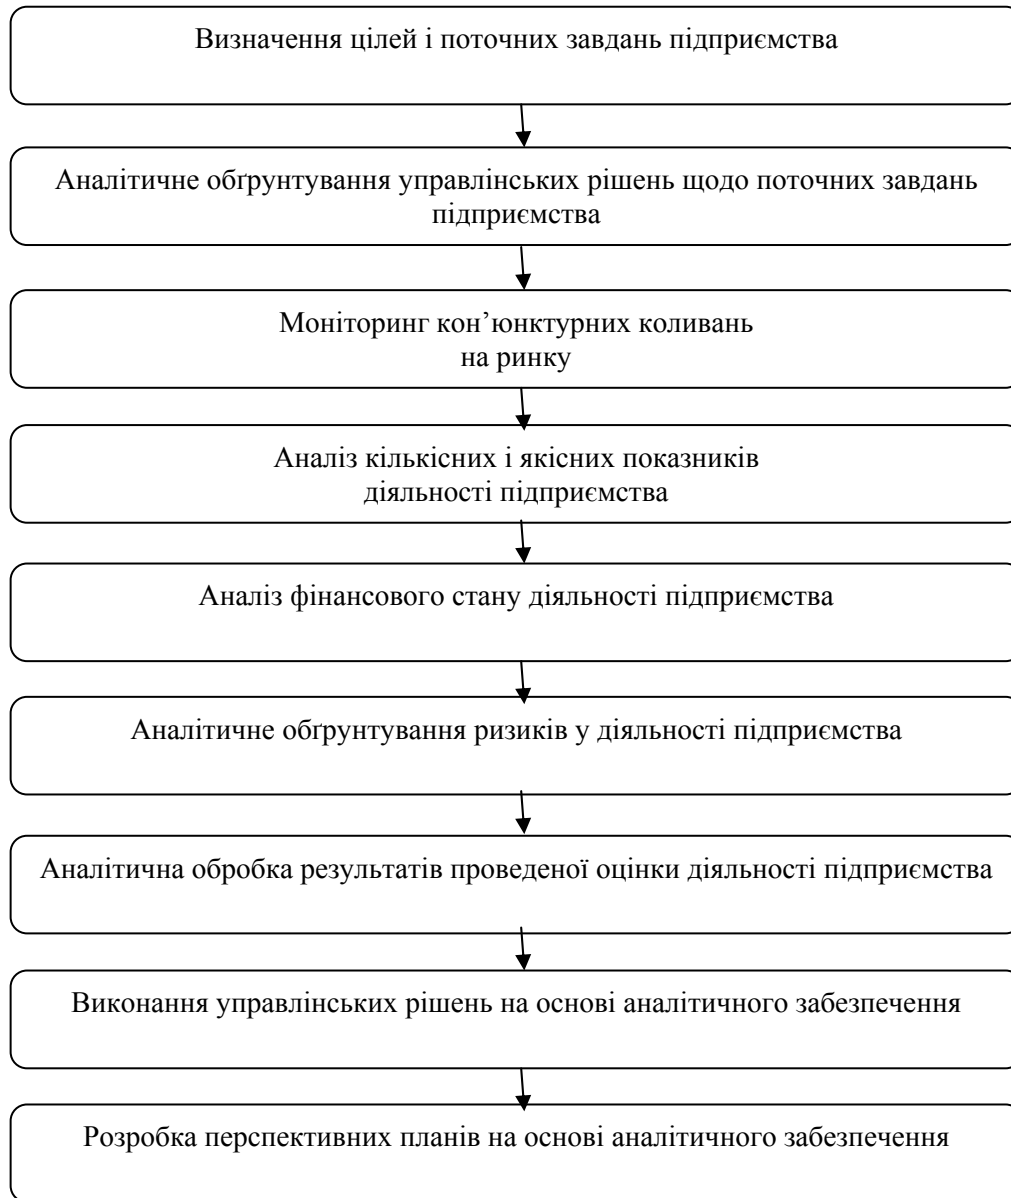 Визначення цілей і поточних завдань підприємства
Аналітичне обґрунтування управлінських рішень щодо поточних завдань
підприємства
Моніторинг кон’юнктурних коливань
на ринку
Аналіз кількісних і якісних показників
діяльності підприємства
Аналіз фінансового стану діяльності підприємства
Аналітичне обґрунтування ризиків у діяльності підприємства
Аналітична обробка результатів проведеної оцінки діяльності підприємства
Виконання управлінських рішень на основі аналітичного забезпечення
Розробка перспективних планів на основі аналітичного забезпечення